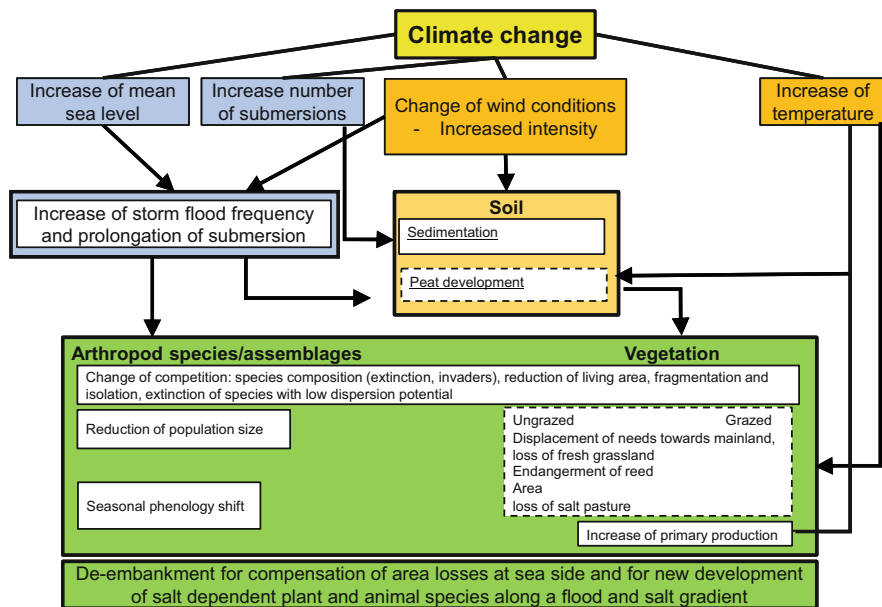 Climate change
Increase of mean
sea level
Increase number
of submersions
Change of wind conditions
- Increased intensity
Increase of
temperature
Increase of storm flood frequency
and prolongation of submersion
Soil
Sedimentation
Peat development
Arthropod species/assemblages
Vegetation
Change of competition: species composition (extinction, invaders), reduction of living area, fragmentation and
isolation, extinction of species with low dispersion potential
Reduction of population size
Seasonal phenology shift
Ungrazed Grazed
Displacement of needs towards mainland,
loss of fresh grassland
Endangerment of reed
Area
loss of salt pasture
Increase of primary production
De-embankment for compensation of area losses at sea side and for new development
of salt dependent plant and animal species along a flood and salt gradient